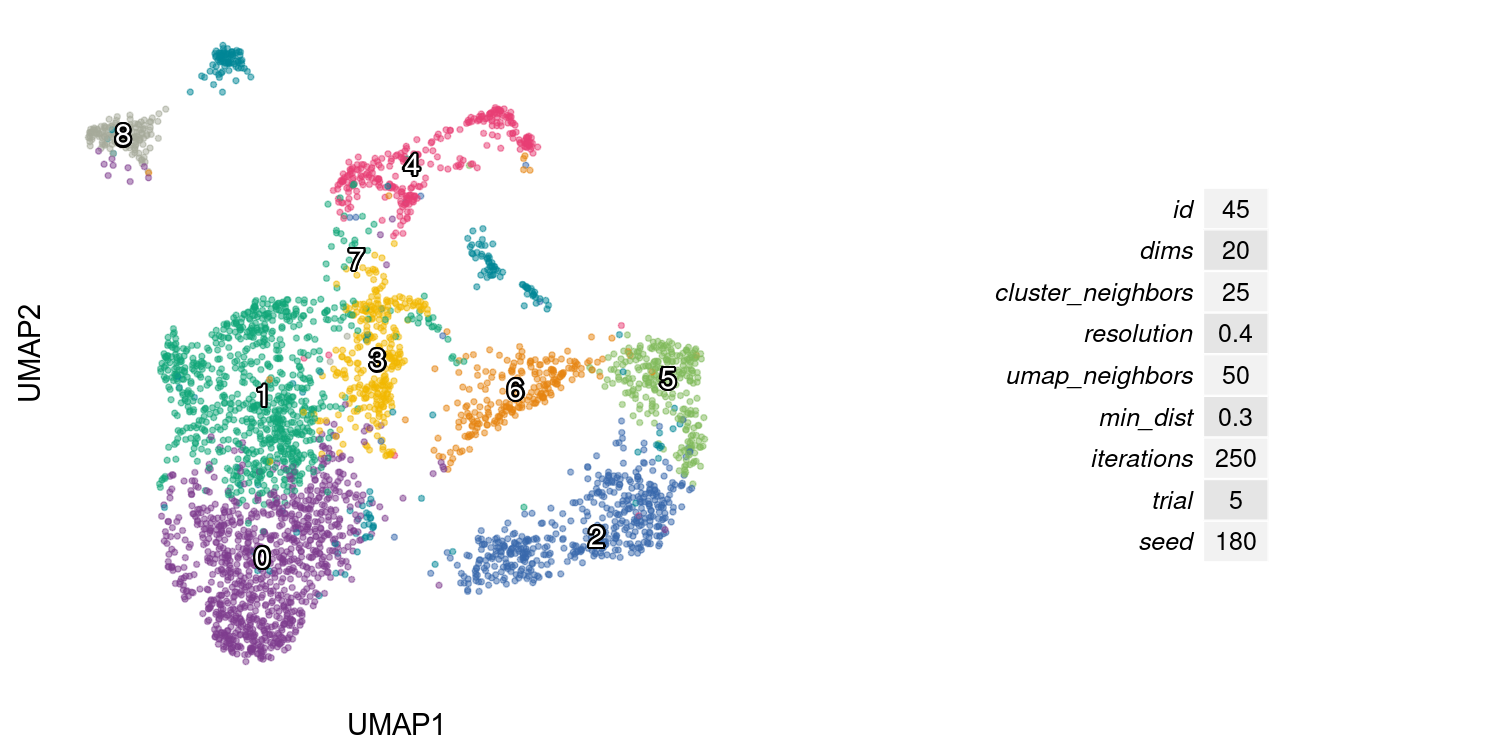 8
4
7
3
5
1
6
2
0
UMAP1
UMAP2
id 45
dims 20
cluster_neighbors 25
resolution 0.4
umap_neighbors 50
min_dist 0.3
iterations 250
trial 5
seed 180